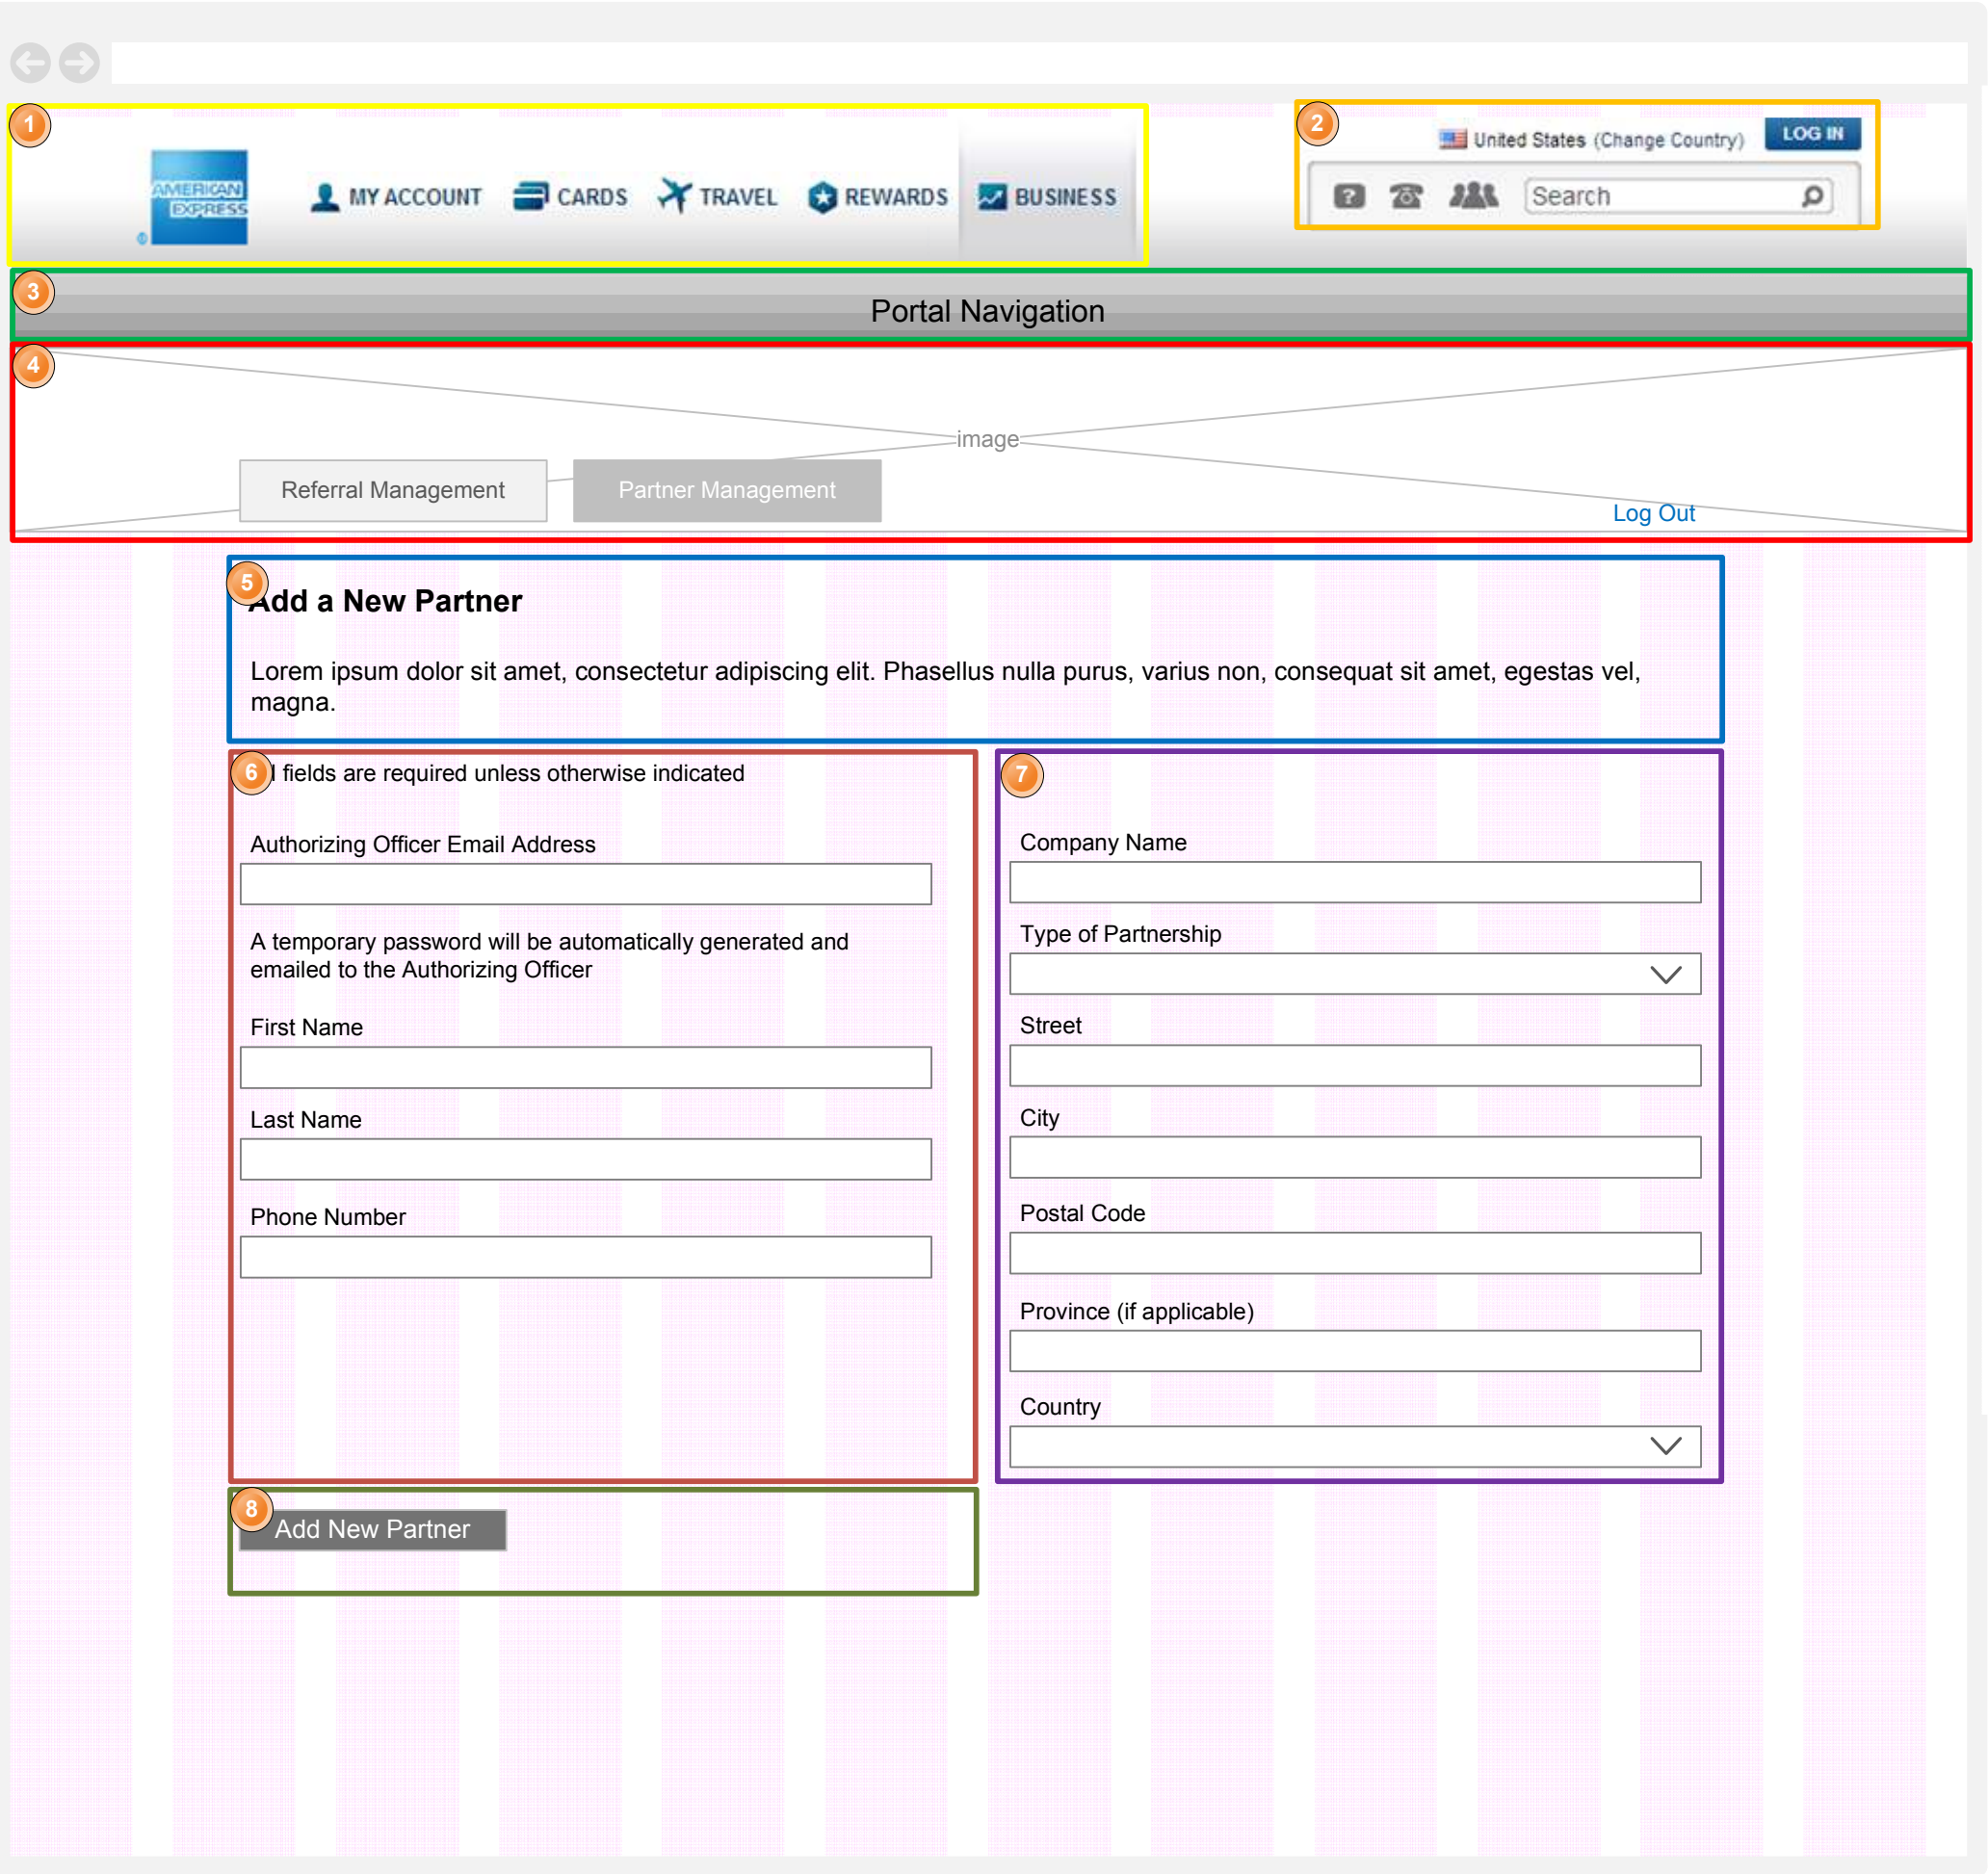 1
2
United States (Change Country)
LOG IN
AMERICAN
EXPRESS
®
MY ACCOUNT
CARDS
TRAVEL
REWARDS
BUSINESS
?
Search
3
Portal Navigation
4
image
Referral Management
Partner Management
Log Out
5
Add a New Partner
Lorem ipsum dolor sit amet, consectetur adipiscing elit. Phasellus nulla purus, varius non, consequat sit amet, egestas vel,
magna.
6
fields are required unless otherwise indicated
Authorizing Officer Email Address
A temporary password will be automatically generated and
emailed to the Authorizing Officer
First Name
Last Name
Phone Number
7
Company Name
Type of Partnership
Street
City
Postal Code
Province (if applicable)
Country
8
Add New Partner